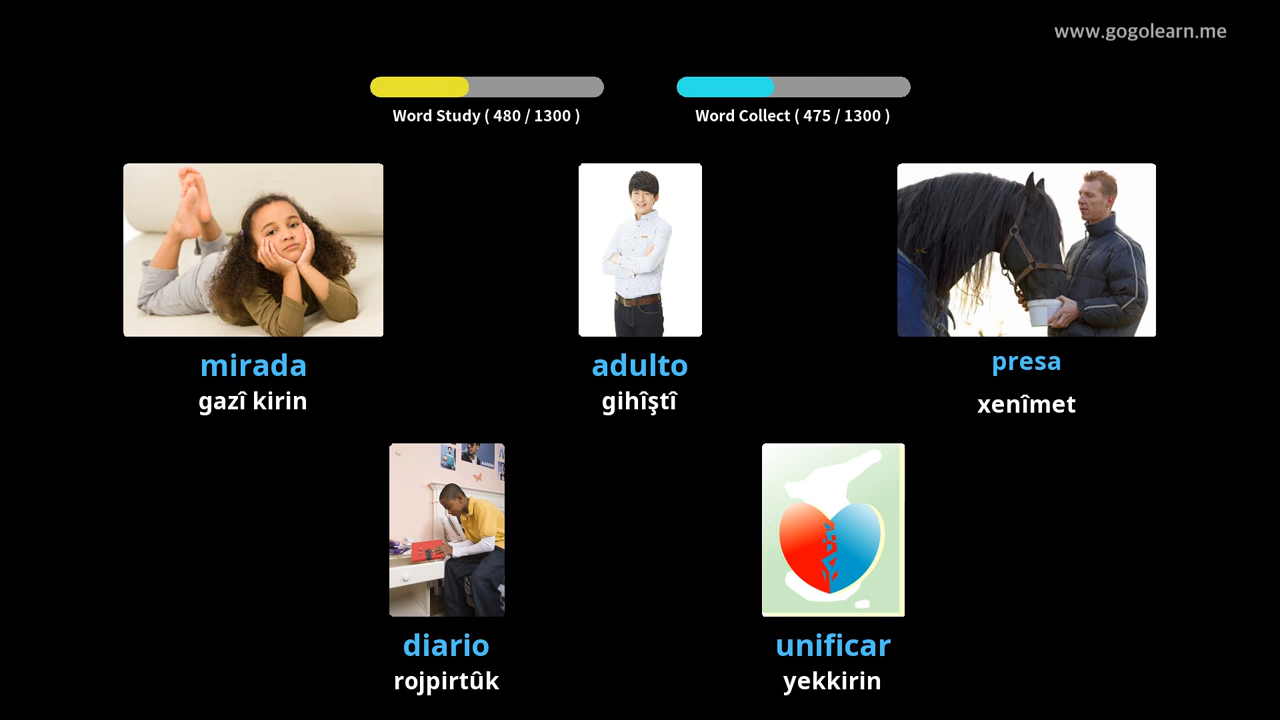 www.gogolearn.me
Word Study ( 480 / 1300 )
Word Collect ( 475 / 1300 )
mirada
gazî kirin
adulto
gihîştî
presa
xenîmet
diario
rojpirtûk
unificar
yekkirin